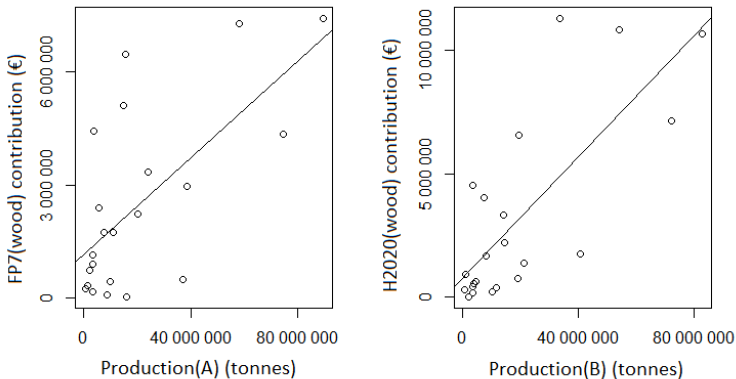 FP7(wood) contribution (€)
6 000 000
3 000 000
0
0
40 000 000
80 000 000
Production(A) (tonnes)
H2020(wood) contribution (€)
10 000 000
5 000 000
0
0
40 000 000
80 000 000
Production(B) (tonnes)